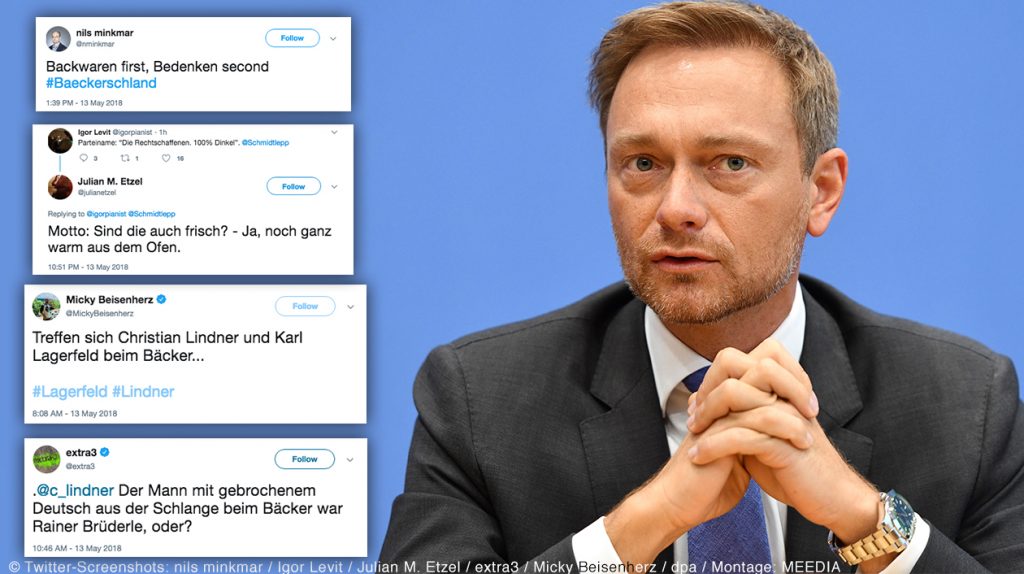 nils minkmar
@nminkmar
Follow
Backwaren first, Bedenken second
#Baeckerschland
1:39 PM - 13 May 2018
Igor Levit @igorpianist · 1h
Parteiname: "Die Rechtschaffenen. 100% Dinkel". @Schmidtlepp
3 1 16
Julian M. Etzel
@julianetzel
Follow
Replying to @igorpianist @Schmidtlepp
Motto: Sind die auch frisch? - Ja, noch ganz
warm aus dem Ofen.
10:51 PM - 13 May 2018
Micky Beisenherz
@MickyBeisenherz
Follow
Treffen sich Christian Lindner und Karl
Lagerfeld beim Bäcker...
#Lagerfeld #Lindner
8:08 AM - 13 May 2018
extra3
@extra3
Follow
.@c_lindner Der Mann mit gebrochenem
Deutsch aus der Schlange beim Bäcker war
Rainer Brüderle, oder?
10:46 AM - 13 May 2018
© Twitter-Screenshots: nils minkmar / Igor Levit / Julian M. Etzel / extra3 / Micky Beisenherz / dpa / Montage: MEEDIA